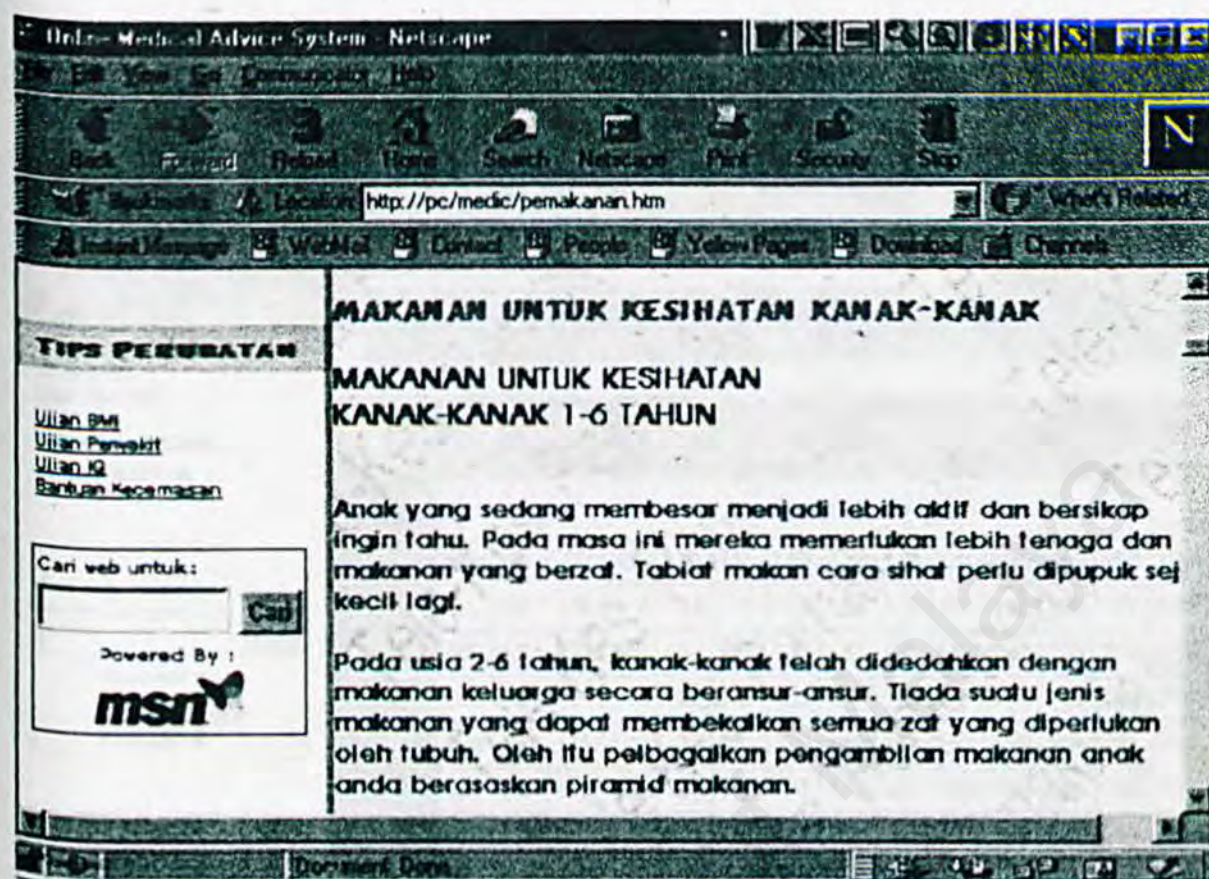 Online Medical Advice System - Netscape
Edit View Go Communicator Help
Back Forward Reload Home Search Netscape Print Security Stop
Bookmarks Location: http://pc/medic/pemakanan.htm What's Related
Instant Message WebMail Contact People Yellow Pages Download Channels
TIPS PERUBATAN
Ujian BMI
Ujian Penyakit
Ujian IQ
Bantuan Kecemasan
Cari web untuk:
Cari
Powered By :
msn
MAKANAN UNTUK KESIHATAN KANAK-KANAK
MAKANAN UNTUK KESIHATAN
KANAK-KANAK 1-6 TAHUN
Anak yang sedang membesar menjadi lebih aktif dan bersikap
ingin tahu. Pada masa ini mereka memerlukan lebih tenaga dan
makanan yang berzat. Tabiat makan cara sihat perlu dipupuk sej
kecil lagi.
Pada usia 2-6 tahun, kanak-kanak telah didedahkan dengan
makanan keluarga secara beransur-ansur. Tiada suatu jenis
makanan yang dapat membekalkan semua zat yang diperlukan
oleh tubuh. Oleh itu pelbagaikan pengambilan makanan anak
anda berasaskan piramid makanan.
Document Done